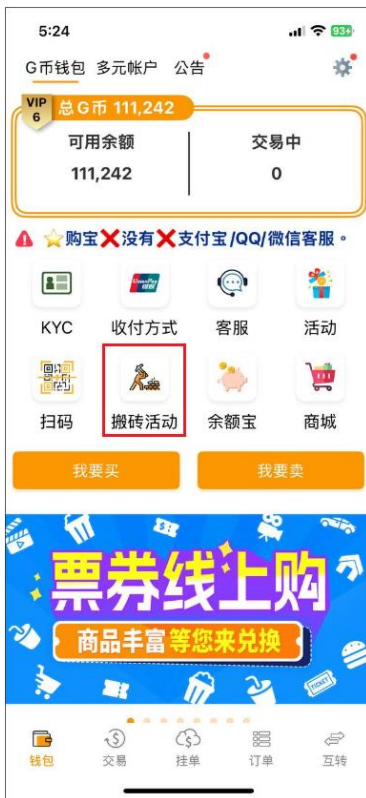 5:24
93
G币钱包 多元帐户 公告
VIP
6
总G币 111,242
可用余额 交易中
111,242 0
购宝❌没有❌支付宝/QQ/微信客服。
KYC 收付方式 客服 活动
扫码 搬砖活动 余额宝 商城
我要买 我要卖
票券线上购
商品丰富等您来兑换
TICKET
钱包 交易 挂单 订单 互转